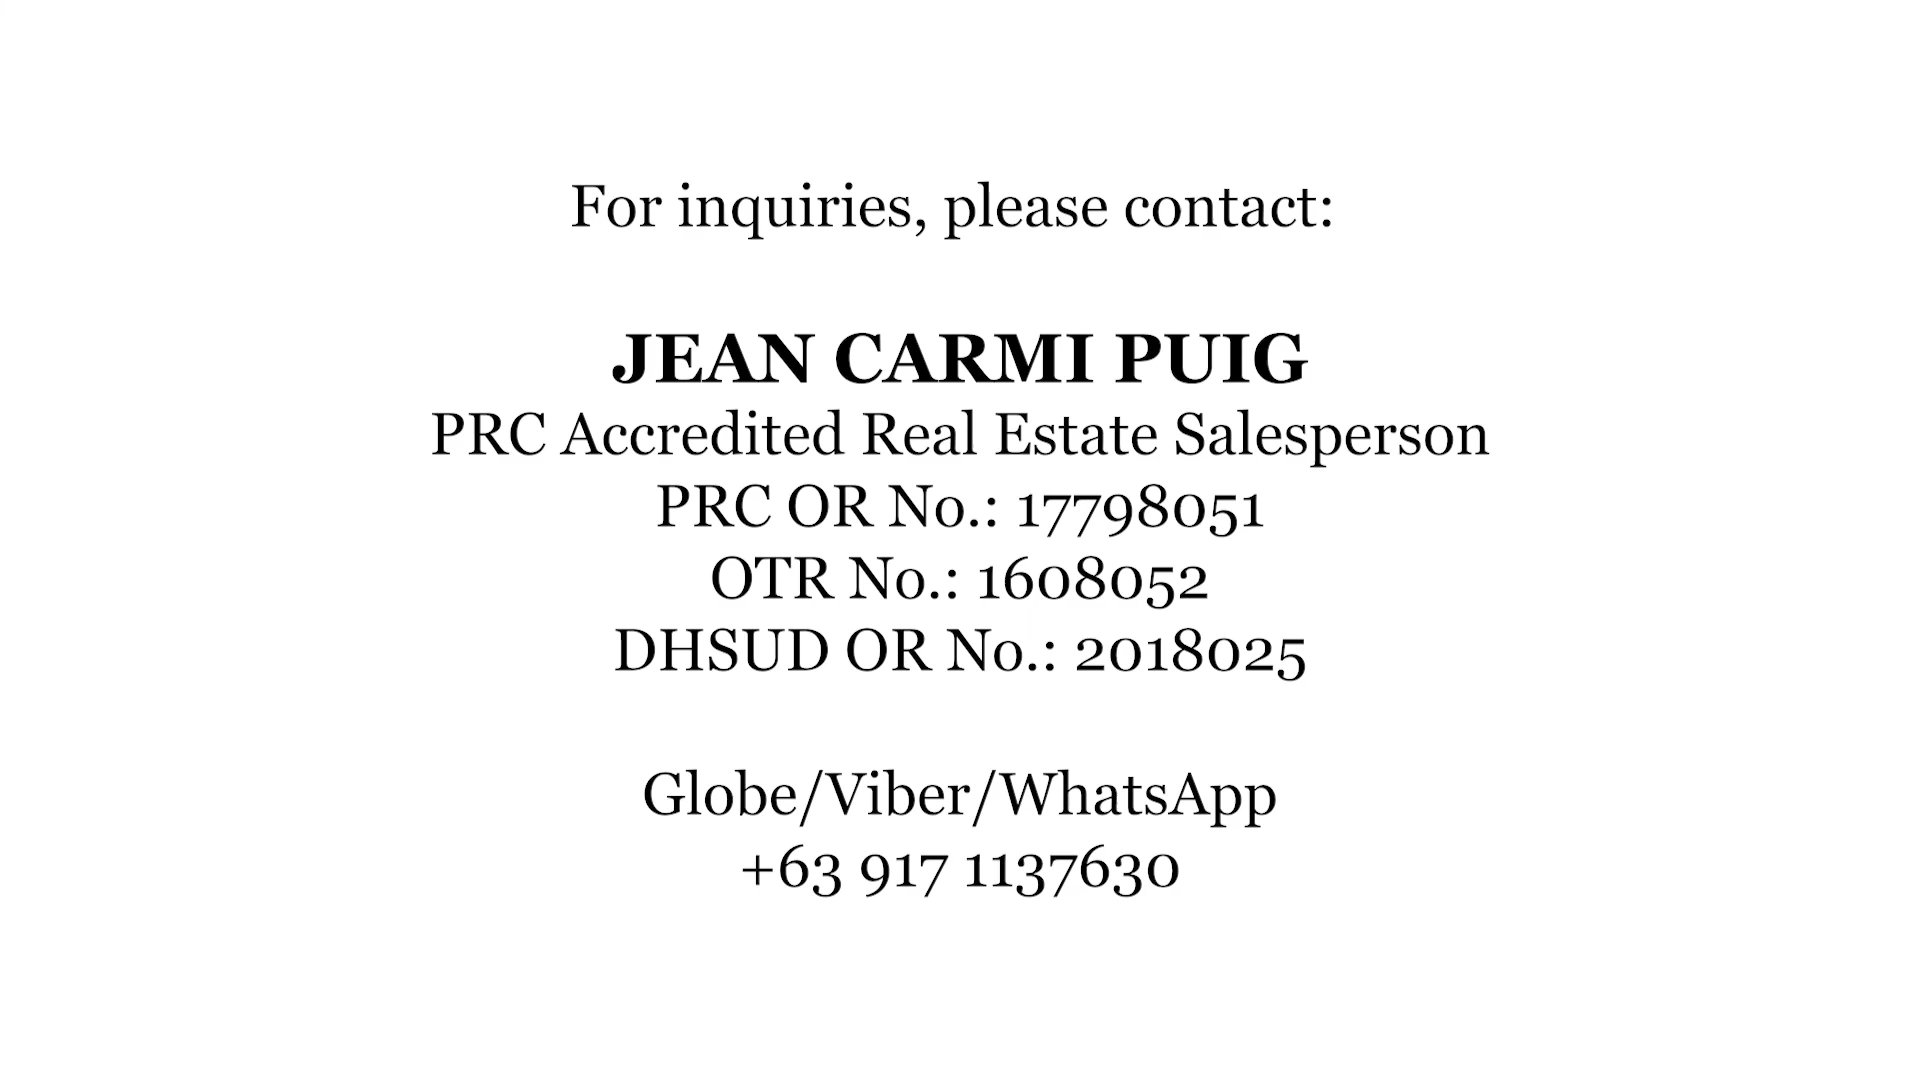 For inquiries, please contact:
JEAN CARMI PUIG
PRC Accredited Real Estate Salesperson
PRC OR No.: 17798051
OTR No.: 1608052
DHSUD OR No.: 2018025
Globe/Viber/WhatsApp
+63 917 1137630